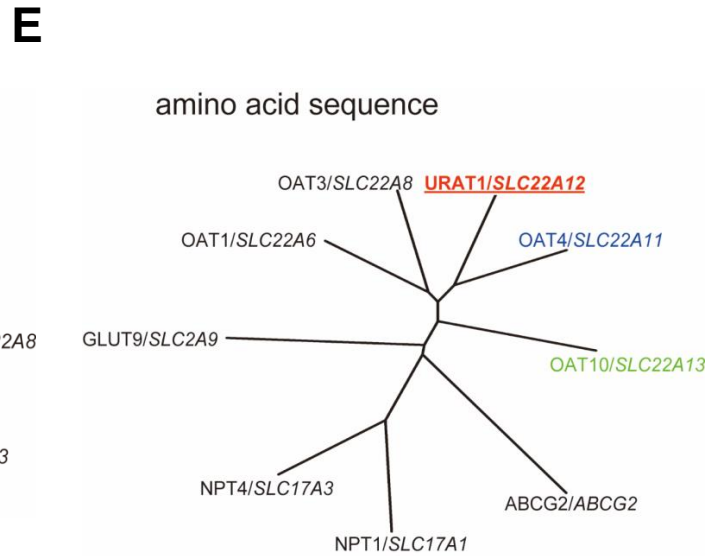 E
amino acid sequence
OAT3/SLC22A8 URAT1/SLC22A12
OAT1/SLC22A6 OAT4/SLC22A11
2A8 GLUT9/SLC2A9
OAT10/SLC22A13
3
NPT4/SLC17A3
ABCG2/ABCG2
NPT1/SLC17A1